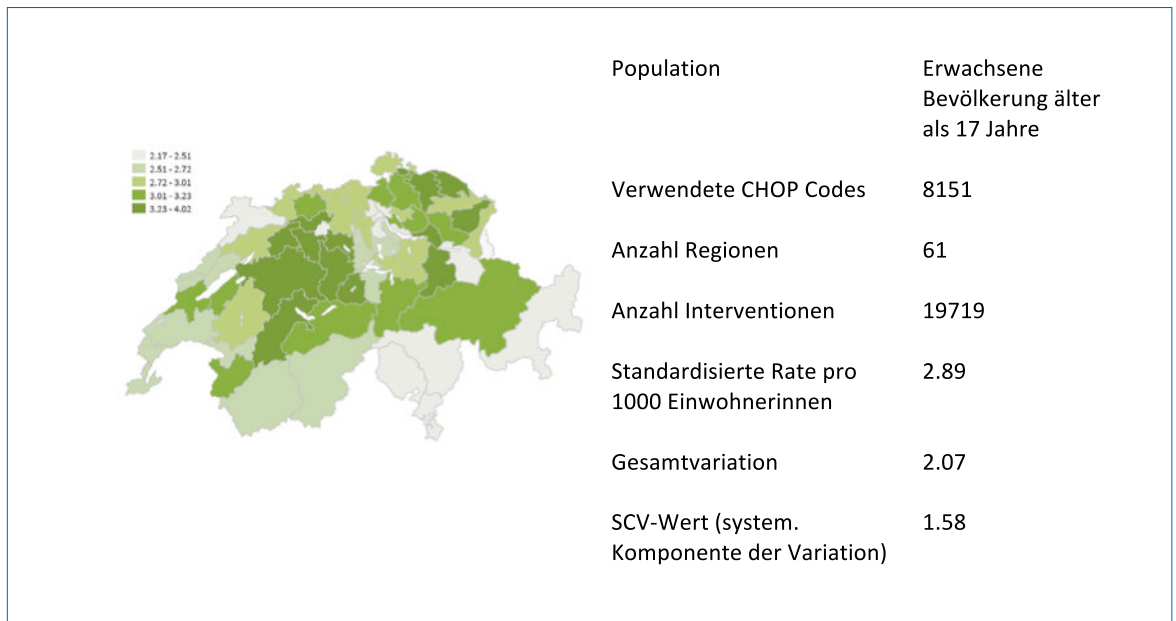 2.17 - 2.51
2.51 - 2.72
2.72 - 3.01
3.01 - 3.23
3.23 - 4.02
Population Erwachsene
Bevölkerung älter
als 17 Jahre
Verwendete CHOP Codes 8151
Anzahl Regionen 61
Anzahl Interventionen 19719
Standardisierte Rate pro 2.89
1000 Einwohnerinnen
Gesamtvariation 2.07
SCV-Wert (system. 1.58
Komponente der Variation)